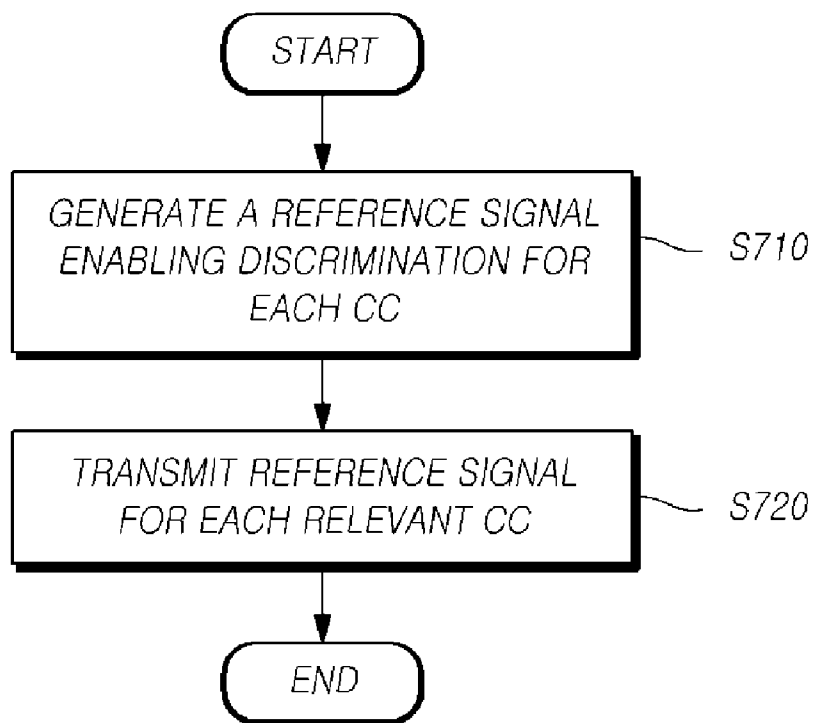 START
GENERATE A REFERENCE SIGNAL
ENABLING DISCRIMINATION FOR
EACH CC
S710
TRANSMIT REFERENCE SIGNAL
FOR EACH RELEVANT CC
S720
END